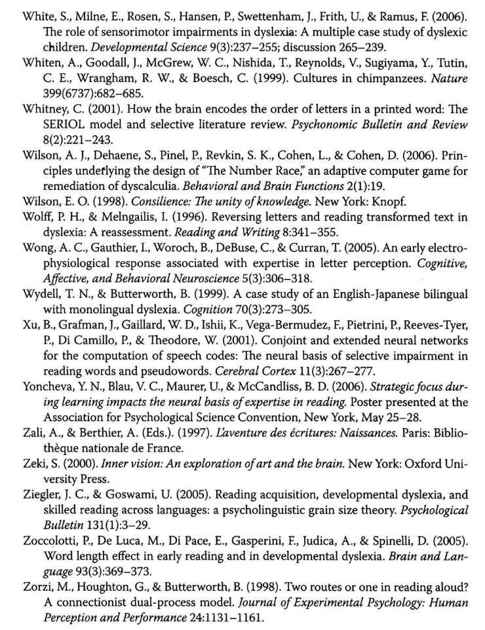 White, S., Milne, E., Rosen, S., Hansen, P., Swettenham, J., Frith, U., & Ramus, F. (2006).
The role of sensorimotor impairments in dyslexia: A multiple case study of dyslexic
children. Developmental Science 9(3):237–255; discussion 265–239.
Whiten, A., Goodall, J., McGrew, W. C., Nishida, T., Reynolds, V., Sugiyama, Y., Tutin,
C. E., Wrangham, R. W., & Boesch, C. (1999). Cultures in chimpanzees. Nature
399(6737):682–685.
Whitney, C. (2001). How the brain encodes the order of letters in a printed word: The
SERIOL model and selective literature review. Psychonomic Bulletin and Review
8(2):221–243.
Wilson, A. J., Dehaene, S., Pinel, P., Revkin, S. K., Cohen, L., & Cohen, D. (2006). Prin-
ciples underlying the design of "The Number Race," an adaptive computer game for
remediation of dyscalculia. Behavioral and Brain Functions 2(1):19.
Wilson, E. O. (1998). Consilience: The unity of knowledge. New York: Knopf.
Wolff, P. H., & Melngailis, I. (1996). Reversing letters and reading transformed text in
dyslexia: A reassessment. Reading and Writing 8:341–355.
Wong, A. C., Gauthier, I., Woroch, B., DeBuse, C., & Curran, T. (2005). An early electro-
physiological response associated with expertise in letter perception. Cognitive,
Affective, and Behavioral Neuroscience 5(3):306–318.
Wydell, T. N., & Butterworth, B. (1999). A case study of an English-Japanese bilingual
with monolingual dyslexia. Cognition 70(3):273–305.
Xu, B., Grafman, J., Gaillard, W. D., Ishii, K., Vega-Bermudez, F., Pietrini, P., Reeves-Tyer,
P., Di Camillo, P., & Theodore, W. (2001). Conjoint and extended neural networks
for the computation of speech codes: The neural basis of selective impairment in
reading words and pseudowords. Cerebral Cortex 11(3):267–277.
Yoncheva, Y. N., Blau, V. C., Maurer, U., & McCandliss, B. D. (2006). Strategic focus dur-
ing learning impacts the neural basis of expertise in reading. Poster presented at the
Association for Psychological Science Convention, New York, May 25–28.
Zali, A., & Berthier, A. (Eds.). (1997). L'aventure des écritures: Naissances. Paris: Biblio-
thèque nationale de France.
Zeki, S. (2000). Inner vision: An exploration of art and the brain. New York: Oxford Uni-
versity Press.
Ziegler, J. C., & Goswami, U. (2005). Reading acquisition, developmental dyslexia, and
skilled reading across languages: a psycholinguistic grain size theory. Psychological
Bulletin 131(1):3–29.
Zoccolotti, P., De Luca, M., Di Pace, E., Gasperini, F., Judica, A., & Spinelli, D. (2005).
Word length effect in early reading and in developmental dyslexia. Brain and Lan-
guage 93(3):369–373.
Zorzi, M., Houghton, G., & Butterworth, B. (1998). Two routes or one in reading aloud?
A connectionist dual-process model. Journal of Experimental Psychology: Human
Perception and Performance 24:1131–1161.